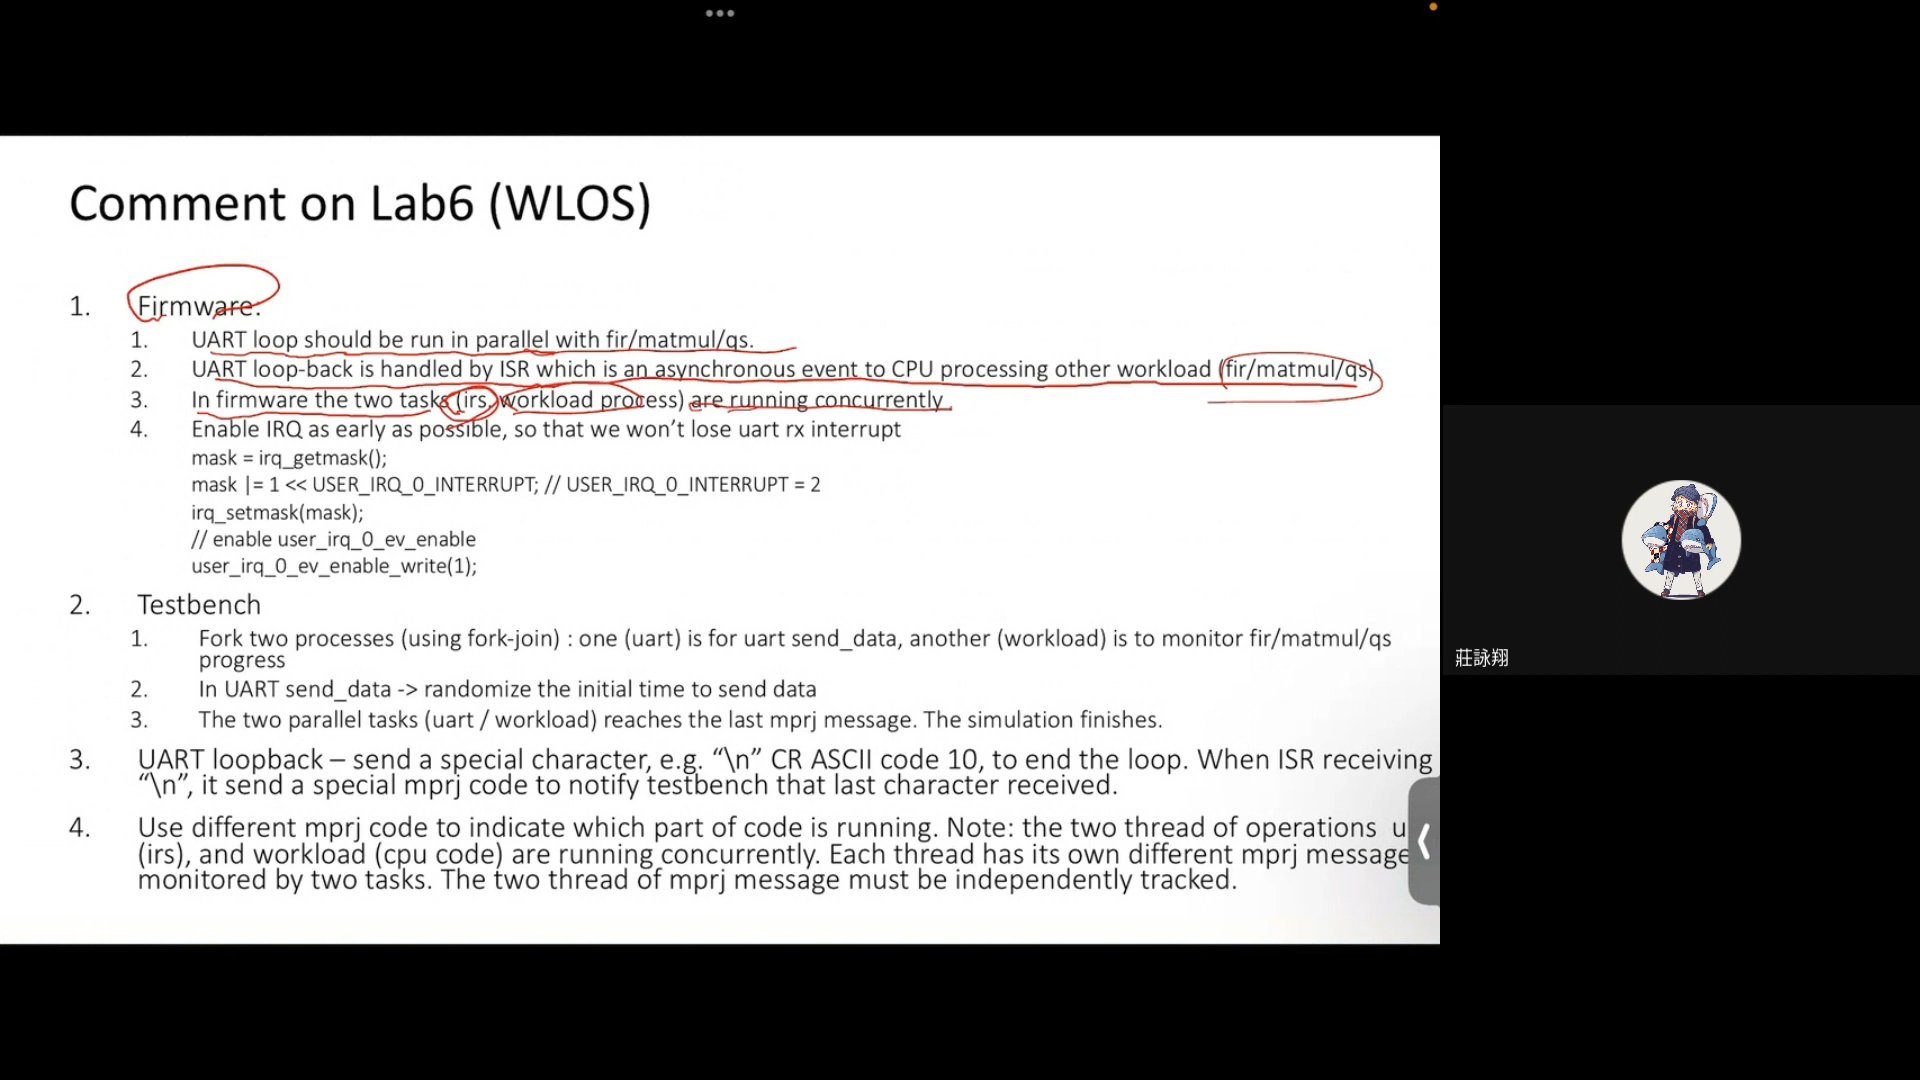 Comment on Lab6 (WLOS)
1. Firmware:
1. UART loop should be run in parallel with fir/matmul/qs.
2. UART loop-back is handled by ISR which is an asynchronous event to CPU processing other workload (fir/matmul/qs)
3. In firmware the two tasks (irs, workload process) are running concurrently.
4. Enable IRQ as early as possible, so that we won't lose uart rx interrupt
mask = irq_getmask();
mask |= 1 << USER_IRQ_0_INTERRUPT; // USER_IRQ_0_INTERRUPT = 2
irq_setmask(mask);
// enable user_irq_0_ev_enable
user_irq_0_ev_enable_write(1);
2. Testbench
1. Fork two processes (using fork-join) : one (uart) is for uart send_data, another (workload) is to monitor fir/matmul/qs
progress
2. In UART send_data -> randomize the initial time to send data
3. The two parallel tasks (uart / workload) reaches the last mprj message. The simulation finishes.
3. UART loopback – send a special character, e.g. “\n” CR ASCII code 10, to end the loop. When ISR receiving
“\n”, it send a special mprj code to notify testbench that last character received.
4. Use different mprj code to indicate which part of code is running. Note: the two thread of operations u
(irs), and workload (cpu code) are running concurrently. Each thread has its own different mprj message
monitored by two tasks. The two thread of mprj message must be independently tracked.
莊詠翔